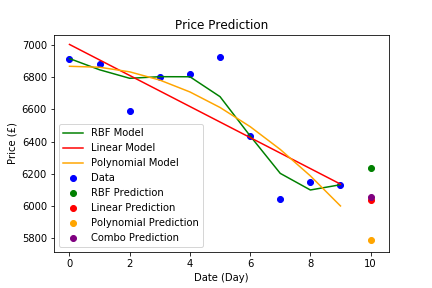 Price Prediction
7000
6800
6600
6400
6200
6000
5800
Price (£)
RBF Model
Linear Model
Polynomial Model
Data
RBF Prediction
Linear Prediction
Polynomial Prediction
Combo Prediction
0
2
4
6
8
10
Date (Day)